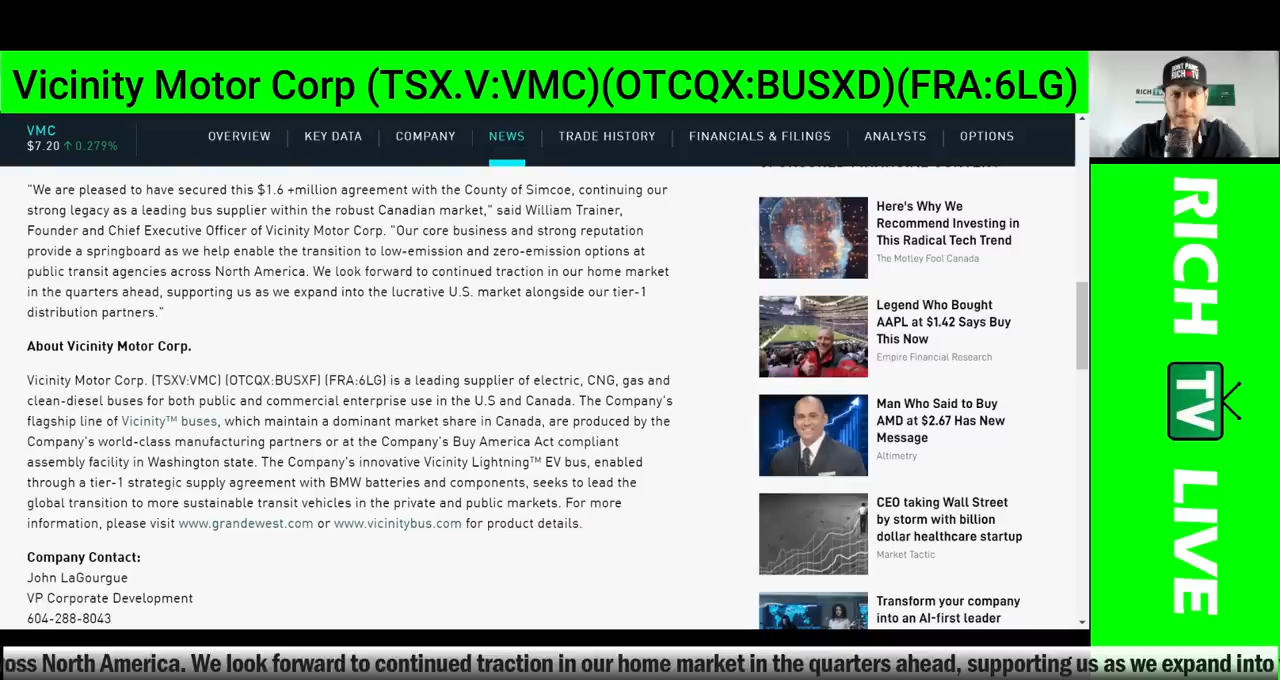 Vicinity Motor Corp (TSX.V:VMC)(OTCQX:BUSXD)(FRA:6LG)
DON'T PANIC
RICH TV
VMC
$7.20 ↑ 0.279%
OVERVIEW
KEY DATA
COMPANY
NEWS
TRADE HISTORY
FINANCIALS & FILINGS
ANALYSTS
OPTIONS
"We are pleased to have secured this $1.6 +million agreement with the County of Simcoe, continuing our
strong legacy as a leading bus supplier within the robust Canadian market," said William Trainer,
Founder and Chief Executive Officer of Vicinity Motor Corp. "Our core business and strong reputation
provide a springboard as we help enable the transition to low-emission and zero-emission options at
public transit agencies across North America. We look forward to continued traction in our home market
in the quarters ahead, supporting us as we expand into the lucrative U.S. market alongside our tier-1
distribution partners."
About Vicinity Motor Corp.
Vicinity Motor Corp. (TSXV:VMC) (OTCQX:BUSXF) (FRA:6LG) is a leading supplier of electric, CNG, gas and
clean-diesel buses for both public and commercial enterprise use in the U.S and Canada. The Company's
flagship line of Vicinity™ buses, which maintain a dominant market share in Canada, are produced by the
Company's world-class manufacturing partners or at the Company's Buy America Act compliant
assembly facility in Washington state. The Company's innovative Vicinity Lightning™ EV bus, enabled
through a tier-1 strategic supply agreement with BMW batteries and components, seeks to lead the
global transition to more sustainable transit vehicles in the private and public markets. For more
information, please visit www.grandewest.com or www.vicinitybus.com for product details.
Company Contact:
John LaGourgue
VP Corporate Development
604-288-8043
SPONSORED FINANCIAL CONTENT
Here's Why We
Recommend Investing in
This Radical Tech Trend
The Motley Fool Canada
Legend Who Bought
AAPL at $1.42 Says Buy
This Now
Empire Financial Research
Man Who Said to Buy
AMD at $2.67 Has New
Message
Altimetry
CEO taking Wall Street
by storm with billion
dollar healthcare startup
Market Tactic
Transform your company
into an AI-first leader
RICH
TV
LIVE
oss North America. We look forward to continued traction in our home market in the quarters ahead, supporting us as we expand into